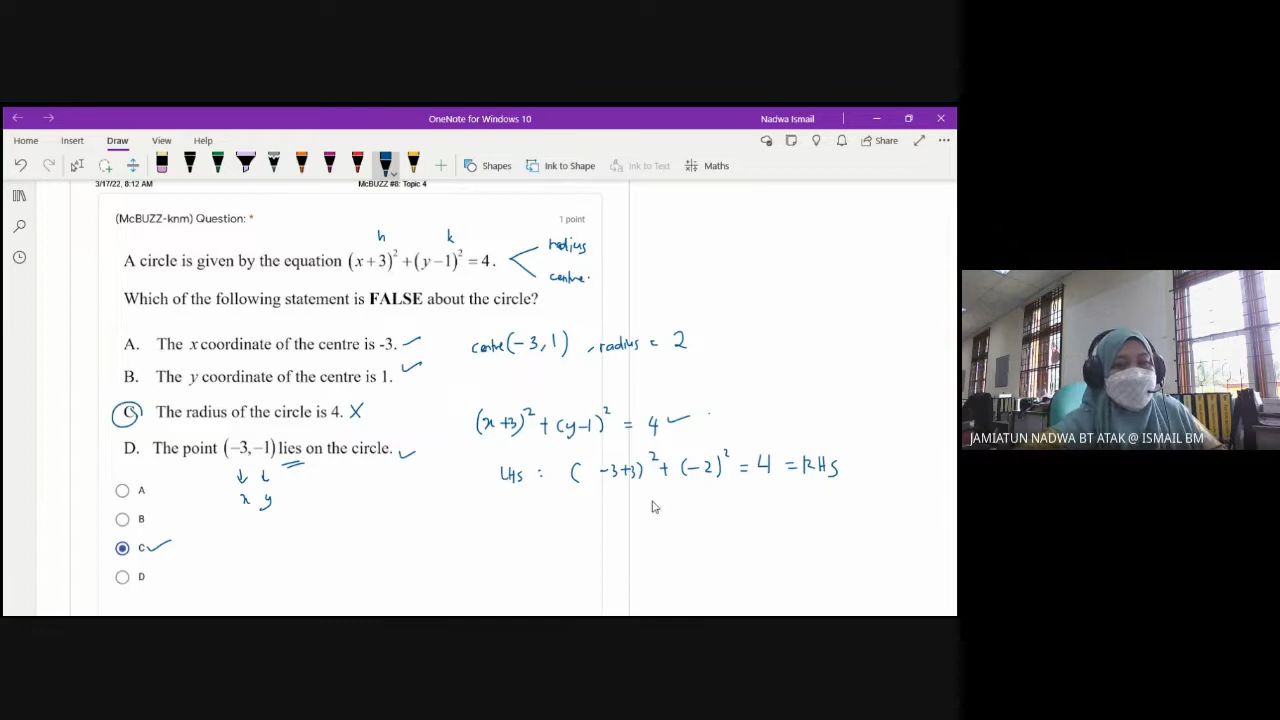 OneNote for Windows 10
Nadwa Ismail
Home Insert Draw View Help
Share
Shapes Ink to Shape Ink to Text Maths
3/17/22, 8:12 AM McBUZZ #8: Topic 4
(McBUZZ-knm) Question: *
1 point
h k
A circle is given by the equation (x+3)² + (y−1)² = 4.
radius
centre.
Which of the following statement is FALSE about the circle?
A. The x coordinate of the centre is -3. ✓
centre (−3, 1) , radius = 2
B. The y coordinate of the centre is 1. ✓
C. The radius of the circle is 4. X
(x+3)² + (y−1)² = 4 ✓
D. The point (−3,−1) lies on the circle. ✓
LHS : ( −3+3)² + (−2)² = 4 = RHS
↓ ↓
x y
A
B
C ✓
D
JAMIATUN NADWA BT ATAK @ ISMAIL BM